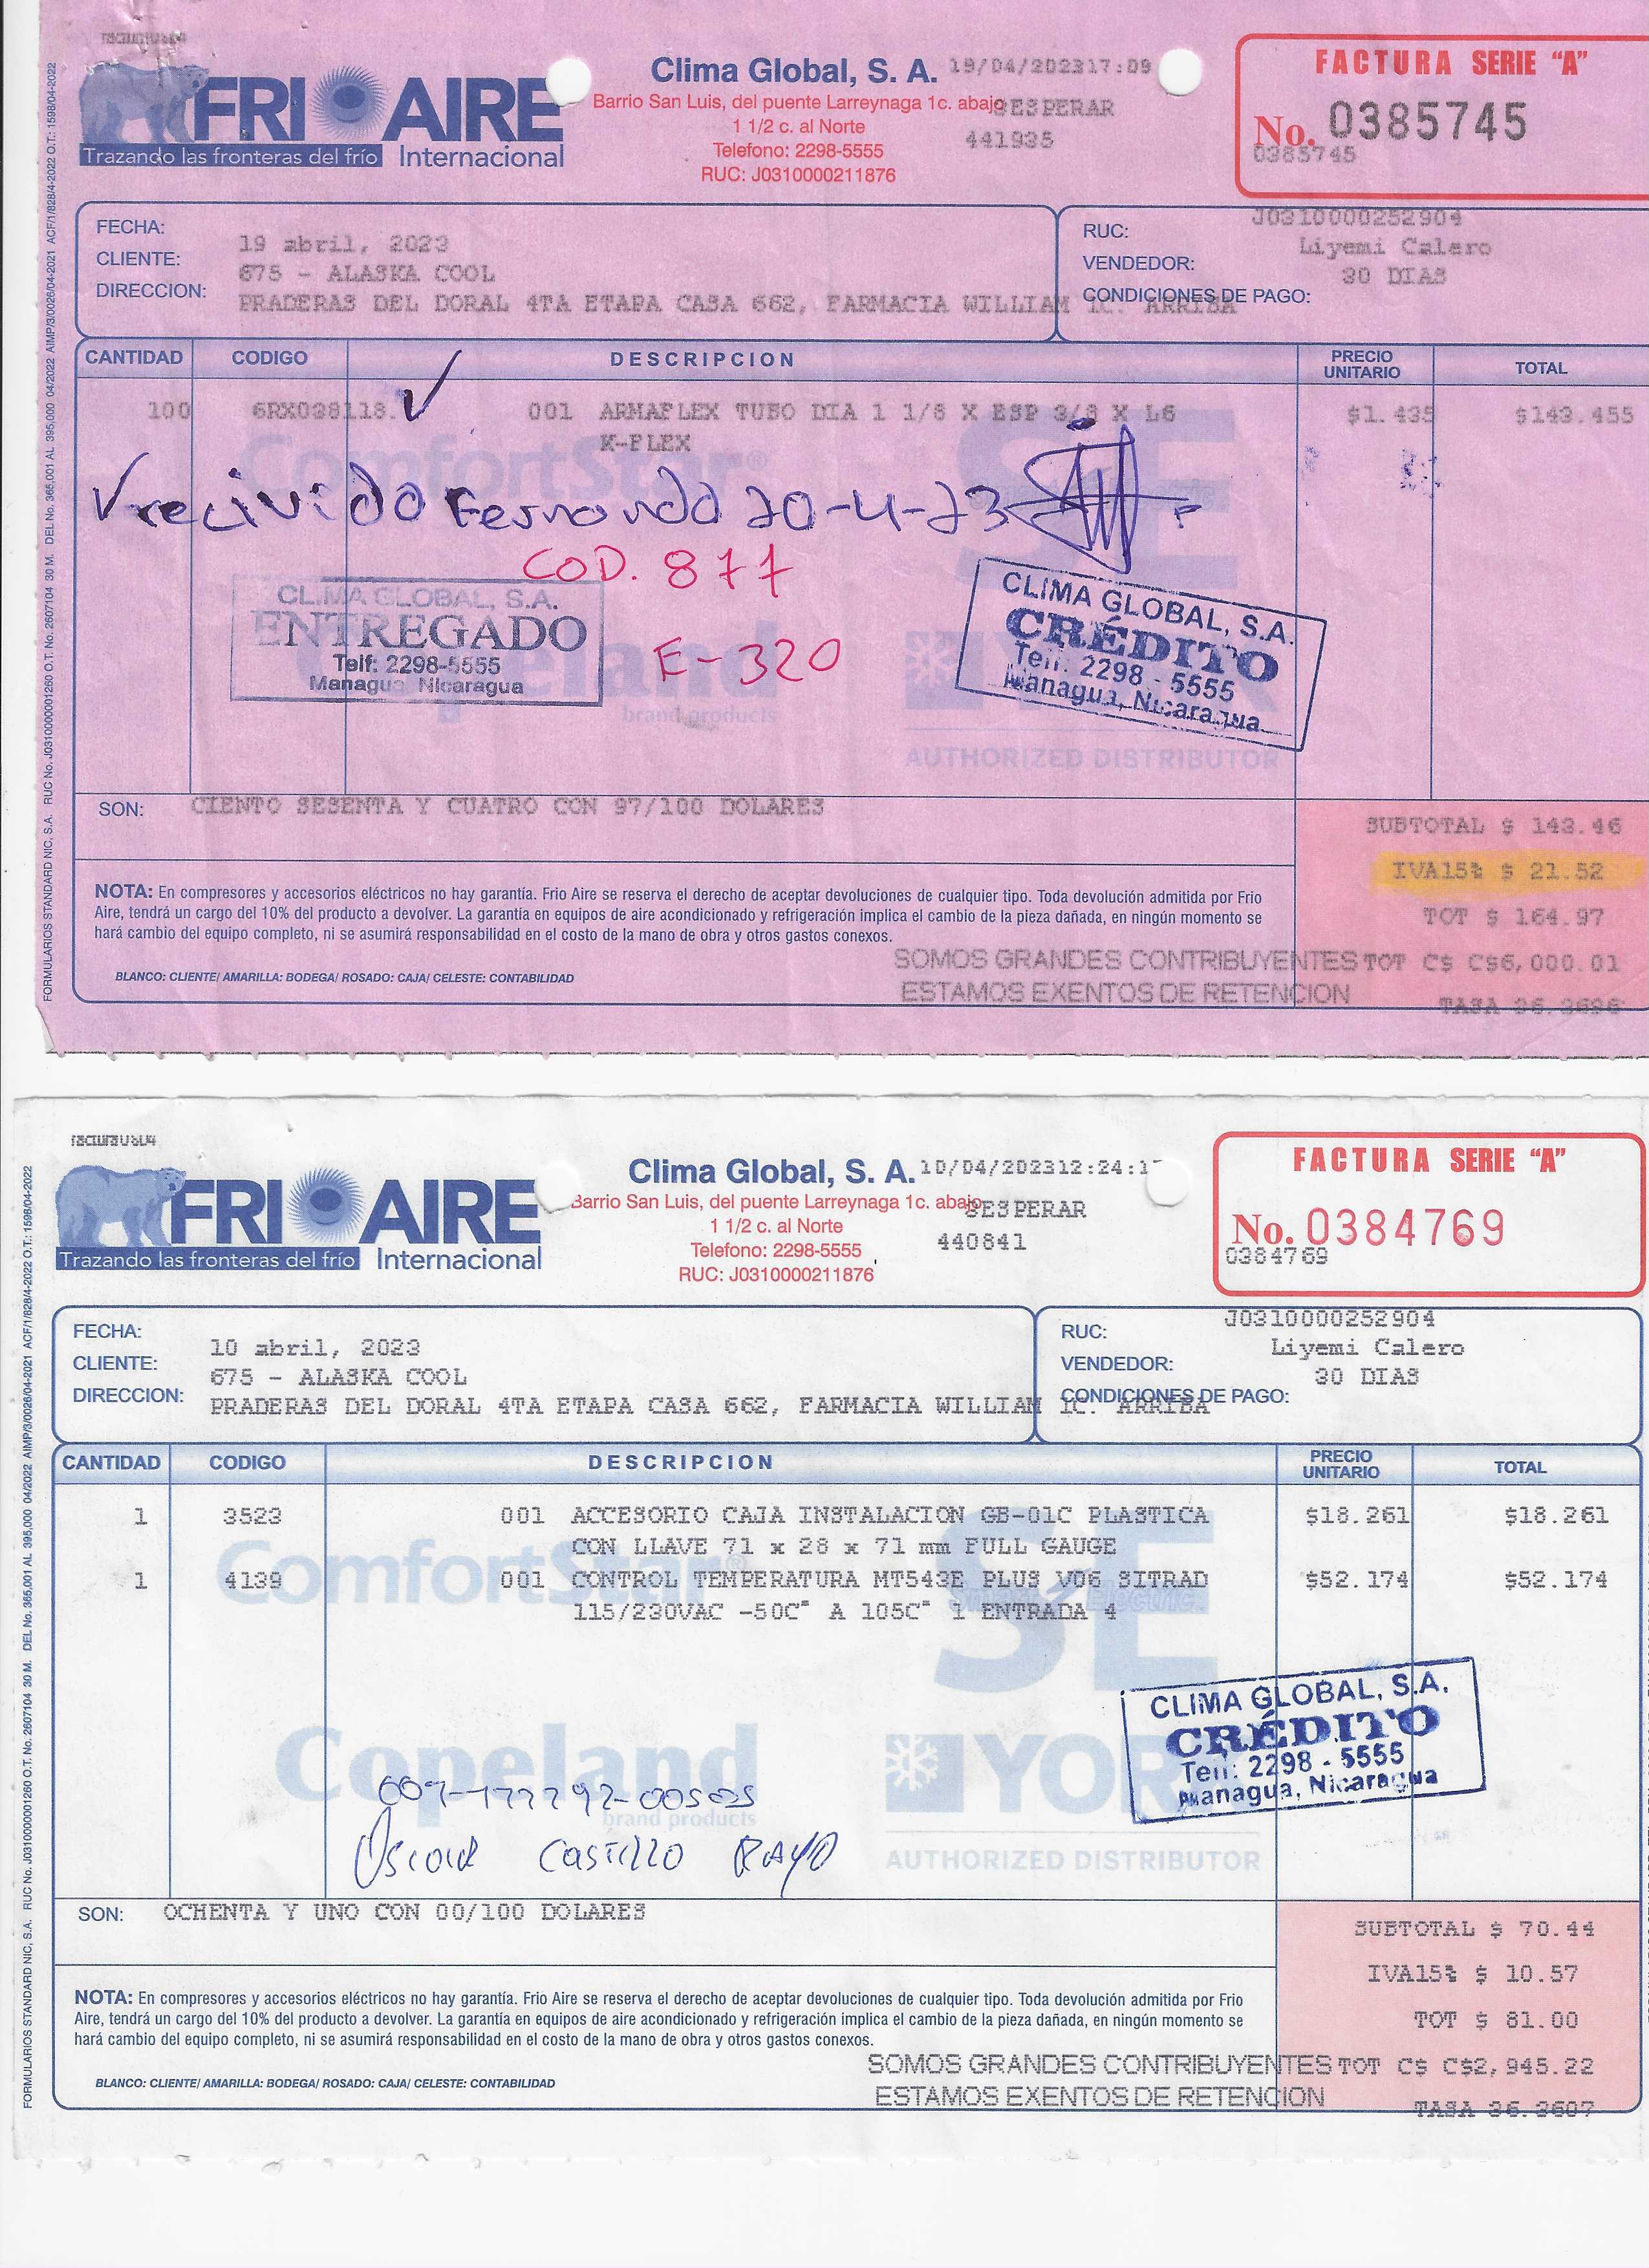 FRIO AIRE
Trazando las fronteras del frío Internacional
Clima Global, S. A. 19/04/202317:09
Barrio San Luis, del puente Larreynaga 1c. abajo
ESPERAR
1 1/2 c. al Norte
441935
Telefono: 2298-5555
RUC: J0310000211876
FACTURA SERIE “A”
No. 0385745
0385745
FECHA: 19 abril, 2023
CLIENTE: 675 - ALASKA COOL
DIRECCION: PRADERAS DEL DORAL 4TA ETAPA CASA 662, FARMACIA WILLIAM 1C. ARRIBA
RUC: J0310000252904
VENDEDOR: Liyemi Calero
CONDICIONES DE PAGO: 30 DIAS
CANTIDAD CODIGO DESCRIPCION PRECIO UNITARIO TOTAL
100 6RX038118. 001 ARMAFLEX TUBO DIA 1 1/8 X ESP 3/8 X L6 $1.435 $143.455
K-FLEX
recivido Fernando 20-4-23
COD. 877
E-320
CLIMA GLOBAL, S.A.
ENTREGADO
Telf: 2298-5555
Managua Nicaragua
CLIMA GLOBAL, S.A.
CRÉDITO
Telf: 2298 - 5555
Managua, Nicaragua
ComfortStar®
SE
Copeland
brand products
YORK
AUTHORIZED DISTRIBUTOR
SON: CIENTO SESENTA Y CUATRO CON 97/100 DOLARES
SUBTOTAL $ 143.46
IVA15% $ 21.52
TOT $ 164.97
TOT C$ C$6,000.01
TASA 36.3696
NOTA: En compresores y accesorios eléctricos no hay garantía. Frio Aire se reserva el derecho de aceptar devoluciones de cualquier tipo. Toda devolución admitida por Frio
Aire, tendrá un cargo del 10% del producto a devolver. La garantía en equipos de aire acondicionado y refrigeración implica el cambio de la pieza dañada, en ningún momento se
hará cambio del equipo completo, ni se asumirá responsabilidad en el costo de la mano de obra y otros gastos conexos.
SOMOS GRANDES CONTRIBUYENTES
ESTAMOS EXENTOS DE RETENCION
BLANCO: CLIENTE/ AMARILLA: BODEGA/ ROSADO: CAJA/ CELESTE: CONTABILIDAD
FORMULARIOS STANDARD NIC, S.A. RUC No. J0310000001260 O.T. No. 2607104 30 M. DEL No. 365,001 AL 395,000 04/2022 AIMP/3/0026/04-2021 ACF/1/828/4-2022 O.T.: 1598/04-2022
FRIO AIRE
Trazando las fronteras del frío Internacional
Clima Global, S. A. 10/04/202312:24:1
Barrio San Luis, del puente Larreynaga 1c. abajo
ESPERAR
1 1/2 c. al Norte
440841
Telefono: 2298-5555
RUC: J0310000211876
FACTURA SERIE “A”
No. 0384769
0384769
FECHA: 10 abril, 2023
CLIENTE: 675 - ALASKA COOL
DIRECCION: PRADERAS DEL DORAL 4TA ETAPA CASA 662, FARMACIA WILLIAM 1C. ARRIBA
RUC: J0310000252904
VENDEDOR: Liyemi Calero
CONDICIONES DE PAGO: 30 DIAS
CANTIDAD CODIGO DESCRIPCION PRECIO UNITARIO TOTAL
1 3523 001 ACCESORIO CAJA INSTALACION GB-01C PLASTICA $18.261 $18.261
CON LLAVE 71 x 28 x 71 mm FULL GAUGE
1 4139 001 CONTROL TEMPERATURA MT543E PLUS V06 SITRAD $52.174 $52.174
115/230VAC -50C° A 105C° 1 ENTRADA 4
ComfortStar®
SE
Copeland
brand products
YORK
AUTHORIZED DISTRIBUTOR
CLIMA GLOBAL, S.A.
CRÉDITO
Telf: 2298 - 5555
Managua, Nicaragua
Oscar Castillo Rayo
SON: OCHENTA Y UNO CON 00/100 DOLARES
SUBTOTAL $ 70.44
IVA15% $ 10.57
TOT $ 81.00
TOT C$ C$2,945.22
TASA 36.3607
NOTA: En compresores y accesorios eléctricos no hay garantía. Frio Aire se reserva el derecho de aceptar devoluciones de cualquier tipo. Toda devolución admitida por Frio
Aire, tendrá un cargo del 10% del producto a devolver. La garantía en equipos de aire acondicionado y refrigeración implica el cambio de la pieza dañada, en ningún momento se
hará cambio del equipo completo, ni se asumirá responsabilidad en el costo de la mano de obra y otros gastos conexos.
SOMOS GRANDES CONTRIBUYENTES
ESTAMOS EXENTOS DE RETENCION
BLANCO: CLIENTE/ AMARILLA: BODEGA/ ROSADO: CAJA/ CELESTE: CONTABILIDAD
FORMULARIOS STANDARD NIC, S.A. RUC No. J0310000001260 O.T. No. 2607104 30 M. DEL No. 365,001 AL 395,000 04/2022 AIMP/3/0026/04-2021 ACF/1/828/4-2022 O.T.: 1598/04-2022